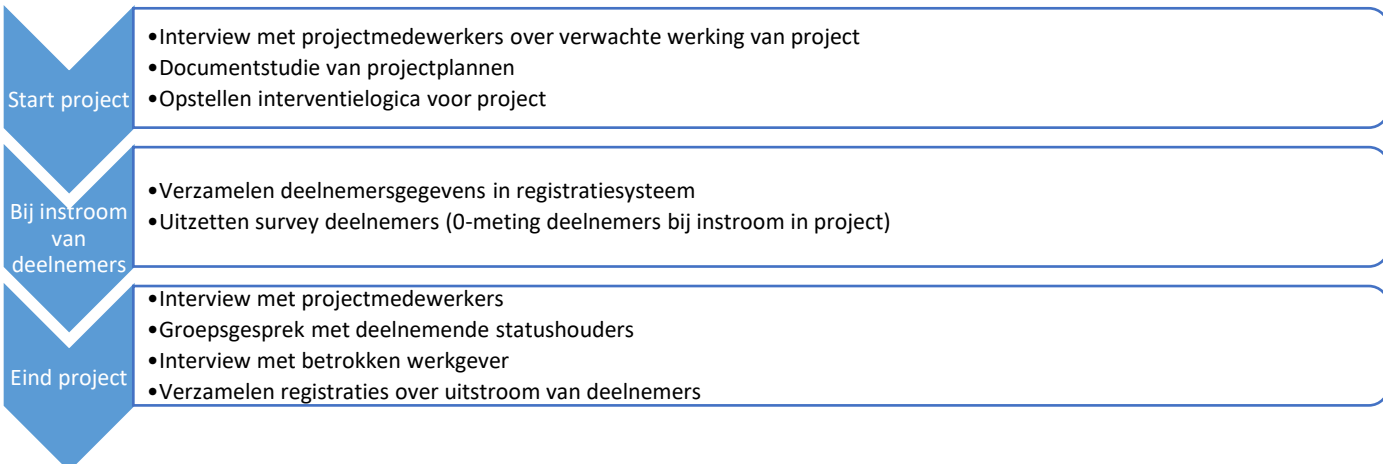 Start project
•Interview met projectmedewerkers over verwachte werking van project
•Documentstudie van projectplannen
•Opstellen interventielogica voor project
Bij instroom
van
deelnemers
•Verzamelen deelnemersgegevens in registratiesysteem
•Uitzetten survey deelnemers (0-meting deelnemers bij instroom in project)
Eind project
•Interview met projectmedewerkers
•Groepsgesprek met deelnemende statushouders
•Interview met betrokken werkgever
•Verzamelen registraties over uitstroom van deelnemers